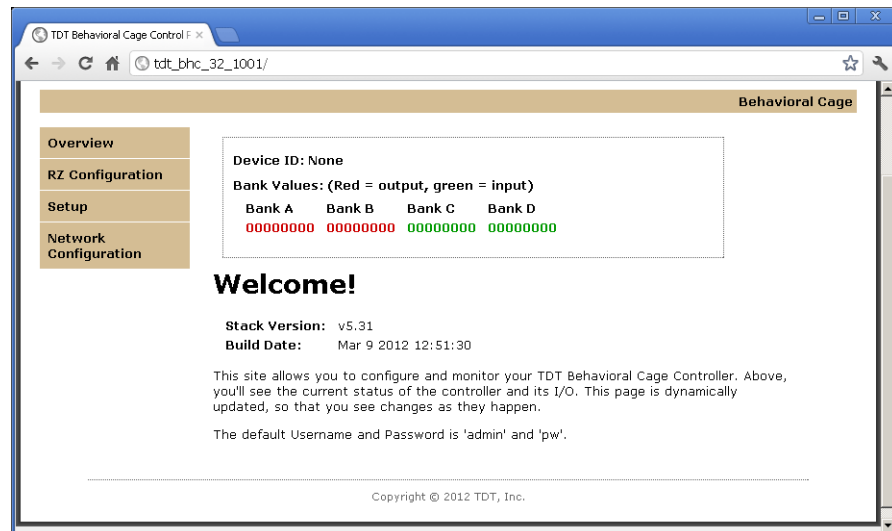 TDT Behavioral Cage Control F
tdt_bhc_32_1001/
Behavioral Cage
Overview
RZ Configuration
Setup
Network
Configuration
Device ID: None
Bank Values: (Red = output, green = input)
Bank A Bank B Bank C Bank D
00000000 00000000 00000000 00000000
Welcome!
Stack Version: v5.31
Build Date: Mar 9 2012 12:51:30
This site allows you to configure and monitor your TDT Behavioral Cage Controller. Above,
you'll see the current status of the controller and its I/O. This page is dynamically
updated, so that you see changes as they happen.
The default Username and Password is 'admin' and 'pw'.
Copyright © 2012 TDT, Inc.